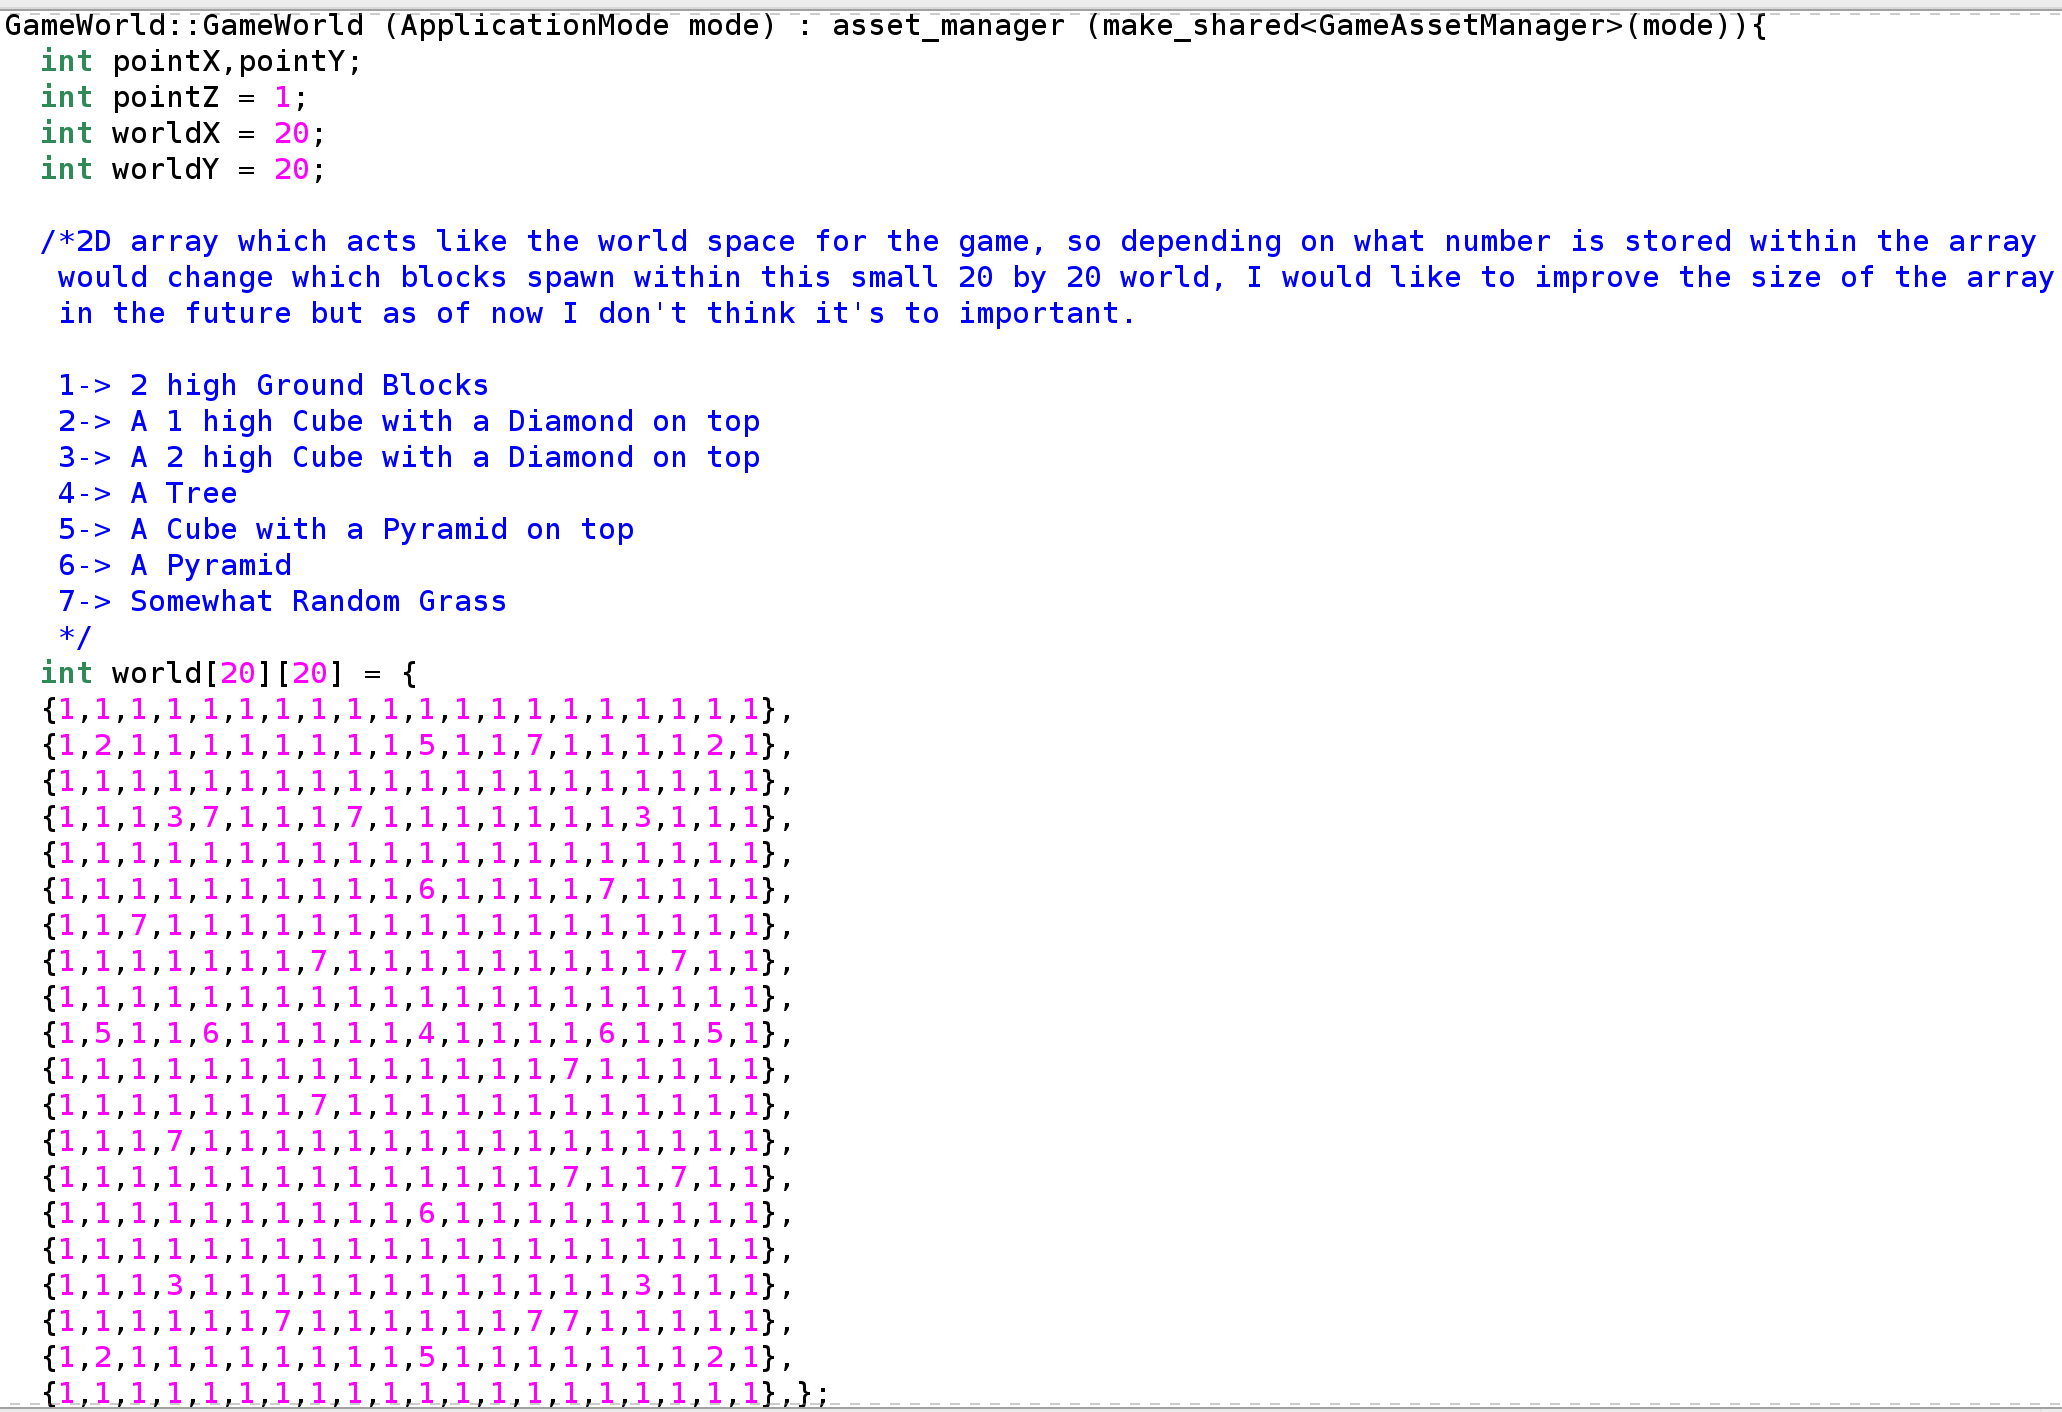 GameWorld::GameWorld (ApplicationMode mode) : asset_manager (make_shared<GameAssetManager>(mode)){
int pointX,pointY;
int pointZ = 1;
int worldX = 20;
int worldY = 20;
/*2D array which acts like the world space for the game, so depending on what number is stored within the array
would change which blocks spawn within this small 20 by 20 world, I would like to improve the size of the array
in the future but as of now I don't think it's to important.
1-> 2 high Ground Blocks
2-> A 1 high Cube with a Diamond on top
3-> A 2 high Cube with a Diamond on top
4-> A Tree
5-> A Cube with a Pyramid on top
6-> A Pyramid
7-> Somewhat Random Grass
*/
int world[20][20] = {
{1,1,1,1,1,1,1,1,1,1,1,1,1,1,1,1,1,1,1,1},
{1,2,1,1,1,1,1,1,1,1,5,1,1,7,1,1,1,1,2,1},
{1,1,1,1,1,1,1,1,1,1,1,1,1,1,1,1,1,1,1,1},
{1,1,1,3,7,1,1,1,7,1,1,1,1,1,1,1,3,1,1,1},
{1,1,1,1,1,1,1,1,1,1,1,1,1,1,1,1,1,1,1,1},
{1,1,1,1,1,1,1,1,1,1,6,1,1,1,1,7,1,1,1,1},
{1,1,7,1,1,1,1,1,1,1,1,1,1,1,1,1,1,1,1,1},
{1,1,1,1,1,1,1,7,1,1,1,1,1,1,1,1,1,7,1,1},
{1,1,1,1,1,1,1,1,1,1,1,1,1,1,1,1,1,1,1,1},
{1,5,1,1,6,1,1,1,1,1,4,1,1,1,1,6,1,1,5,1},
{1,1,1,1,1,1,1,1,1,1,1,1,1,1,7,1,1,1,1,1},
{1,1,1,1,1,1,1,7,1,1,1,1,1,1,1,1,1,1,1,1},
{1,1,1,7,1,1,1,1,1,1,1,1,1,1,1,1,1,1,1,1},
{1,1,1,1,1,1,1,1,1,1,1,1,1,1,7,1,1,7,1,1},
{1,1,1,1,1,1,1,1,1,1,6,1,1,1,1,1,1,1,1,1},
{1,1,1,1,1,1,1,1,1,1,1,1,1,1,1,1,1,1,1,1},
{1,1,1,3,1,1,1,1,1,1,1,1,1,1,1,1,3,1,1,1},
{1,1,1,1,1,1,7,1,1,1,1,1,1,7,7,1,1,1,1,1},
{1,2,1,1,1,1,1,1,1,1,5,1,1,1,1,1,1,1,2,1},
{1,1,1,1,1,1,1,1,1,1,1,1,1,1,1,1,1,1,1,1},};